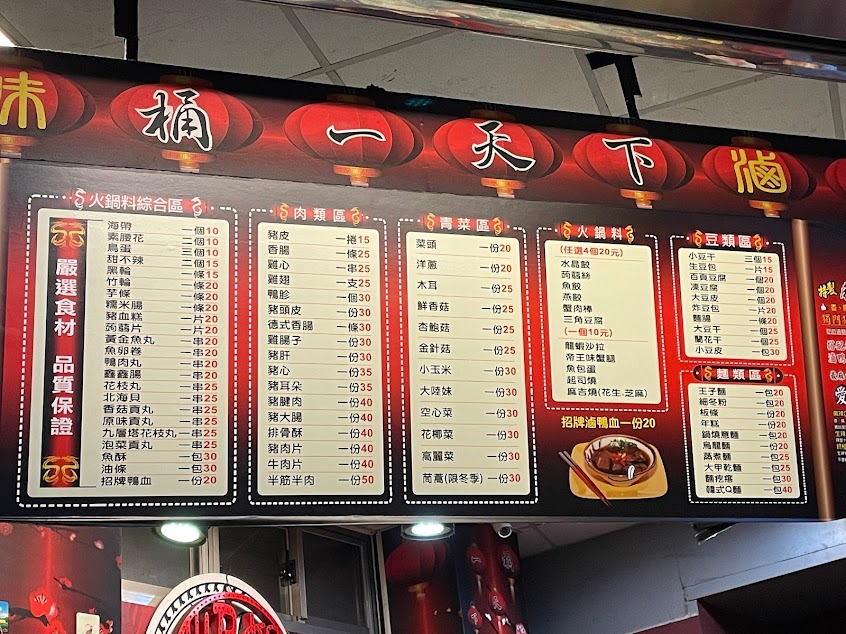 味 桶 一 天 下 滷
火鍋料綜合區
嚴選食材 品質保證
海帶 一個10
素腰花 二個10
鳥蛋 三個15
甜不辣 一個15
黑輪 一條15
竹輪 一條20
芋條 一條20
糯米腸 一條20
豬血糕 一片20
蒟蒻片 一片20
黃金魚丸 一串20
魚卵卷 一串20
鴨肉丸 一串20
鑫鑫腸 一串20
花枝丸 一串25
北海貝 一串25
香菇貢丸 一串25
原味貢丸 一串25
九層塔花枝丸 一串25
泡菜貢丸 一串25
魚酥 一包30
油條 一包30
招牌鴨血 一份20
肉類區
豬皮 一捲15
香腸 一條25
雞心 一串25
雞翅 一支25
鴨胗 一個30
豬頭皮 一份30
德式香腸 一條30
雞腸子 一份30
豬肝 一份30
豬心 一份35
豬耳朵 一份35
豬腱肉 一份40
豬大腸 一份40
排骨酥 一份40
豬肉片 一份40
牛肉片 一份40
半筋半肉 一份50
青菜區
菜頭 一份20
洋蔥 一份20
木耳 一份25
鮮香菇 一份25
杏鮑菇 一份25
金針菇 一份25
小玉米 一份30
大陸妹 一份30
空心菜 一份30
花椰菜 一份30
高麗菜 一份30
茼蒿(限冬季) 一份30
火鍋料
(任選4個20元)
水晶餃
蒟蒻絲
魚餃
燕餃
蟹肉棒
三角豆腐
(一個10元)
龍蝦沙拉
帝王味蟹腿
魚包蛋
起司燒
麻吉燒(花生.芝麻)
招牌滷鴨血一份20
豆類區
小豆干 三個15
生豆包 一片15
百頁豆腐 一個20
凍豆腐 一個20
大豆皮 一個20
炸豆包 一片20
麵腸 一條20
大豆干 一個25
蘭花干 一個25
小豆皮 一包30
麵類區
王子麵 一包20
細冬粉 一包20
板條 一份20
年糕 一份20
鍋燒意麵 一包20
烏龍麵 一包20
蒸煮麵 一包20
大甲乾麵 一包25
麵疙瘩 一包30
韓式Q麵 一包40
特製